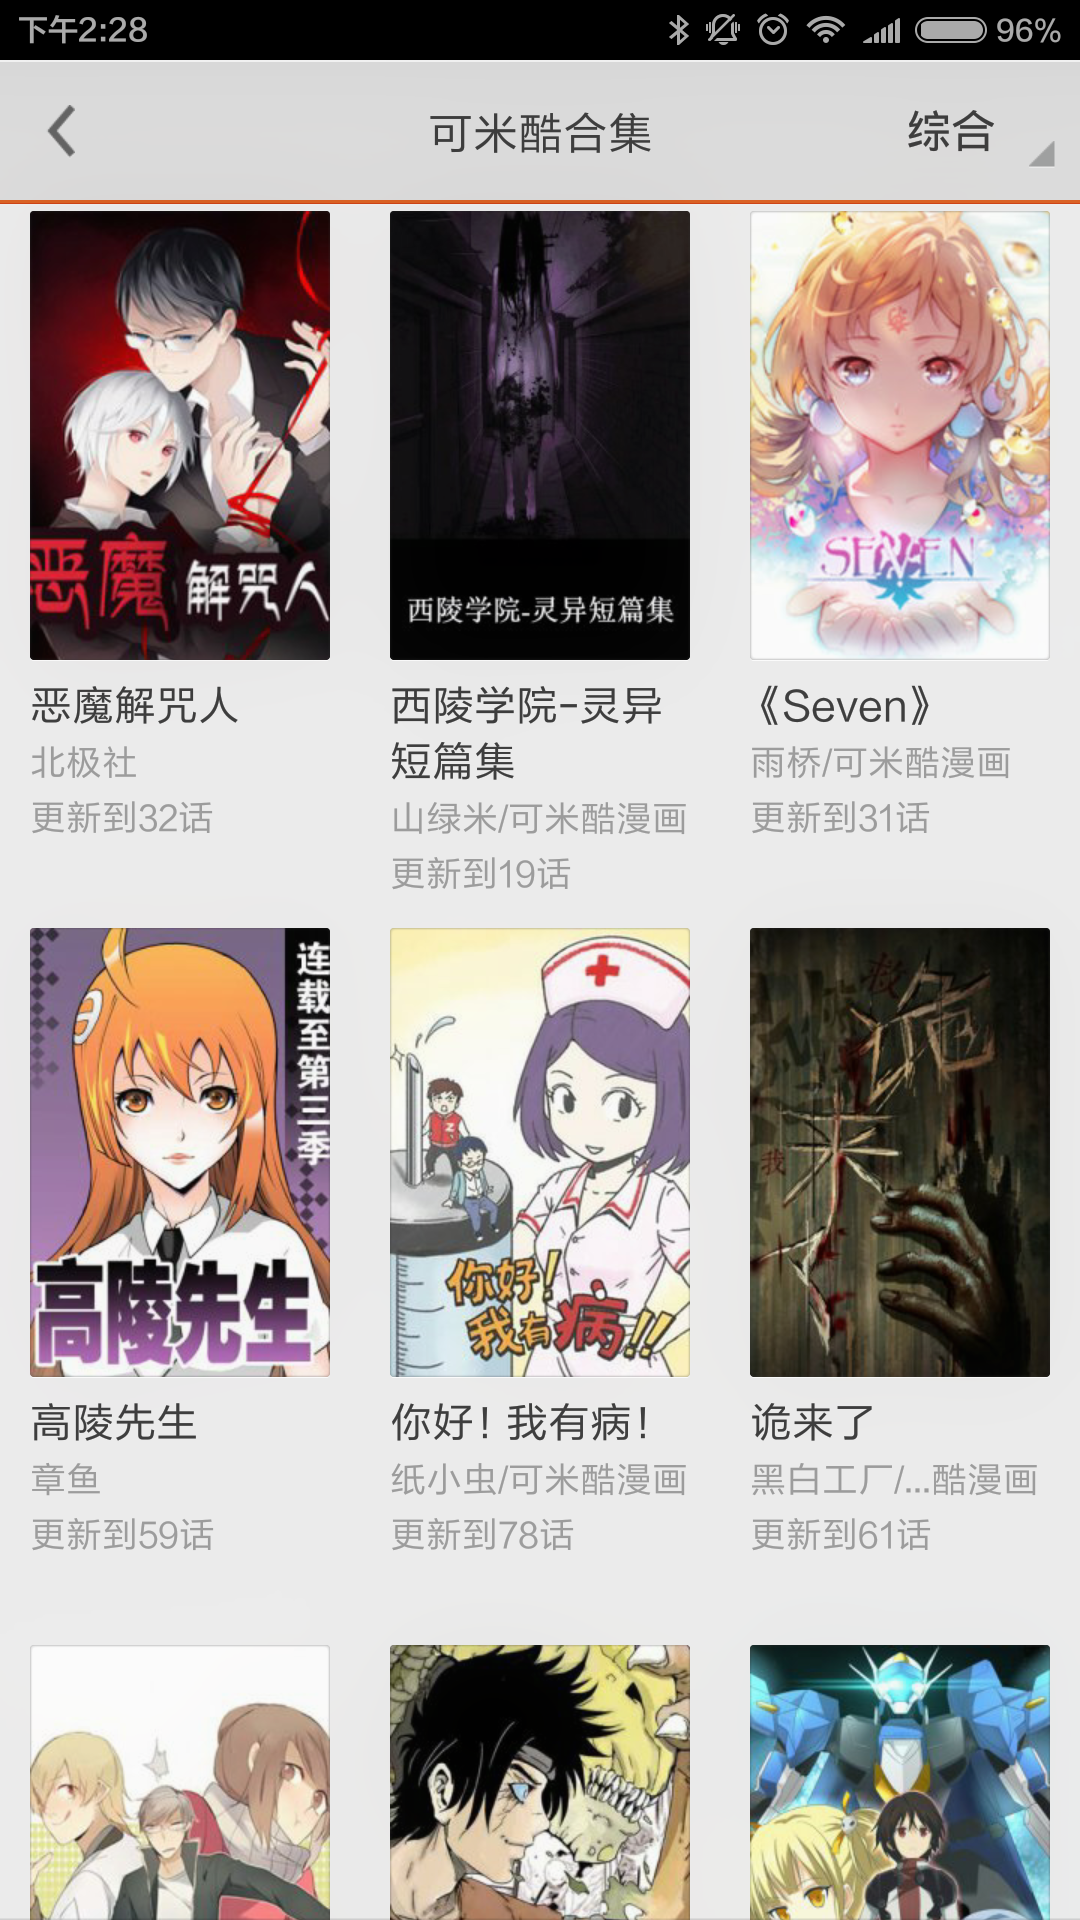 下午2:28
96%
可米酷合集
综合
恶魔解咒人
西陵学院-灵异短篇集
SEVEN
恶魔解咒人
北极社
更新到32话
西陵学院-灵异
短篇集
山绿米/可米酷漫画
更新到19话
《Seven》
雨桥/可米酷漫画
更新到31话
连载至第三季
高陵先生
Z
你好！
我有病!!
救
诡
来
了
我
高陵先生
章鱼
更新到59话
你好！我有病！
纸小虫/可米酷漫画
更新到78话
诡来了
黑白工厂/...酷漫画
更新到61话